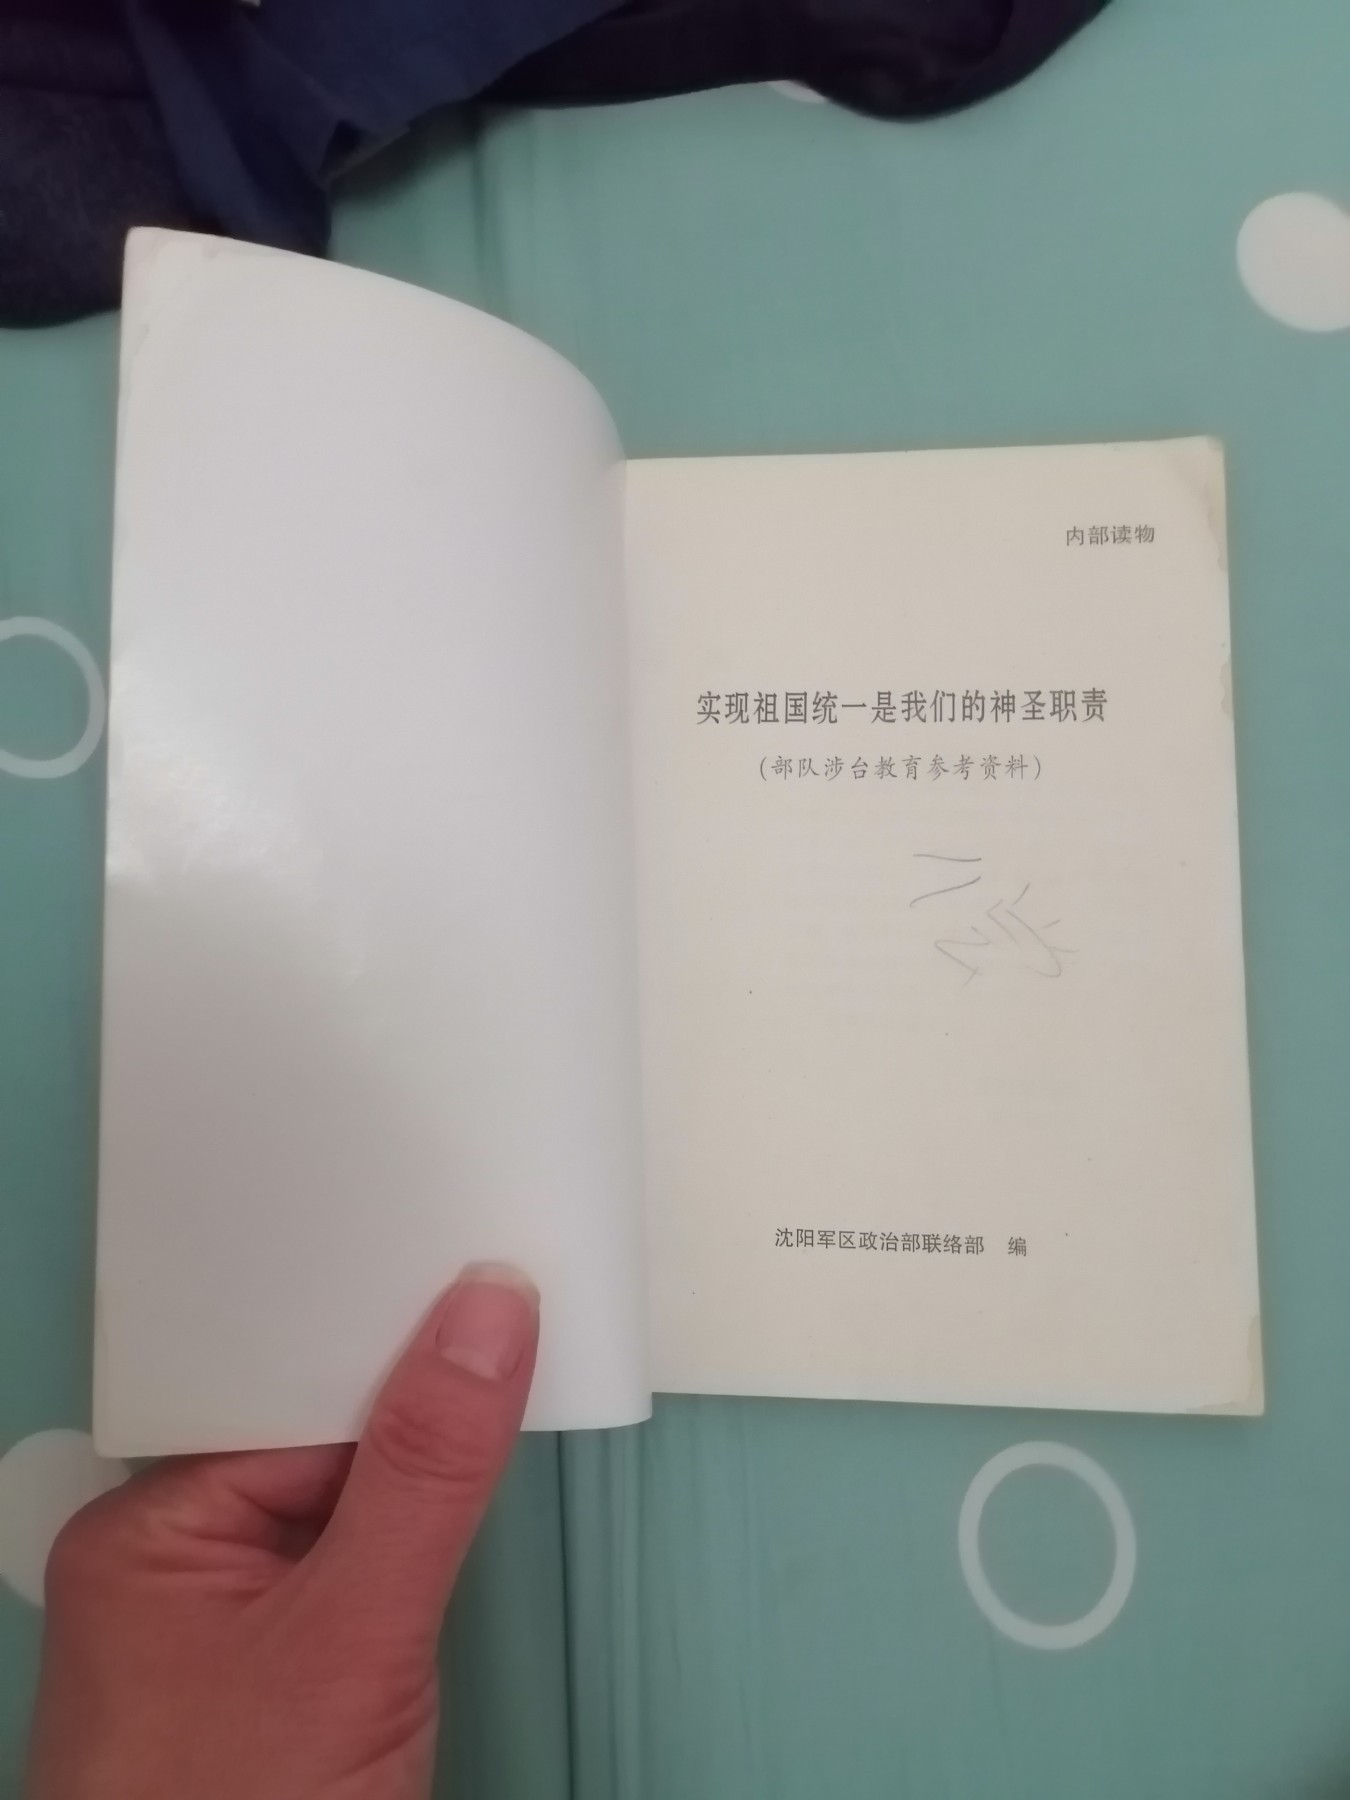 内部读物
实现祖国统一是我们的神圣职责
(部队涉台教育参考资料)
沈阳军区政治部联络部 编